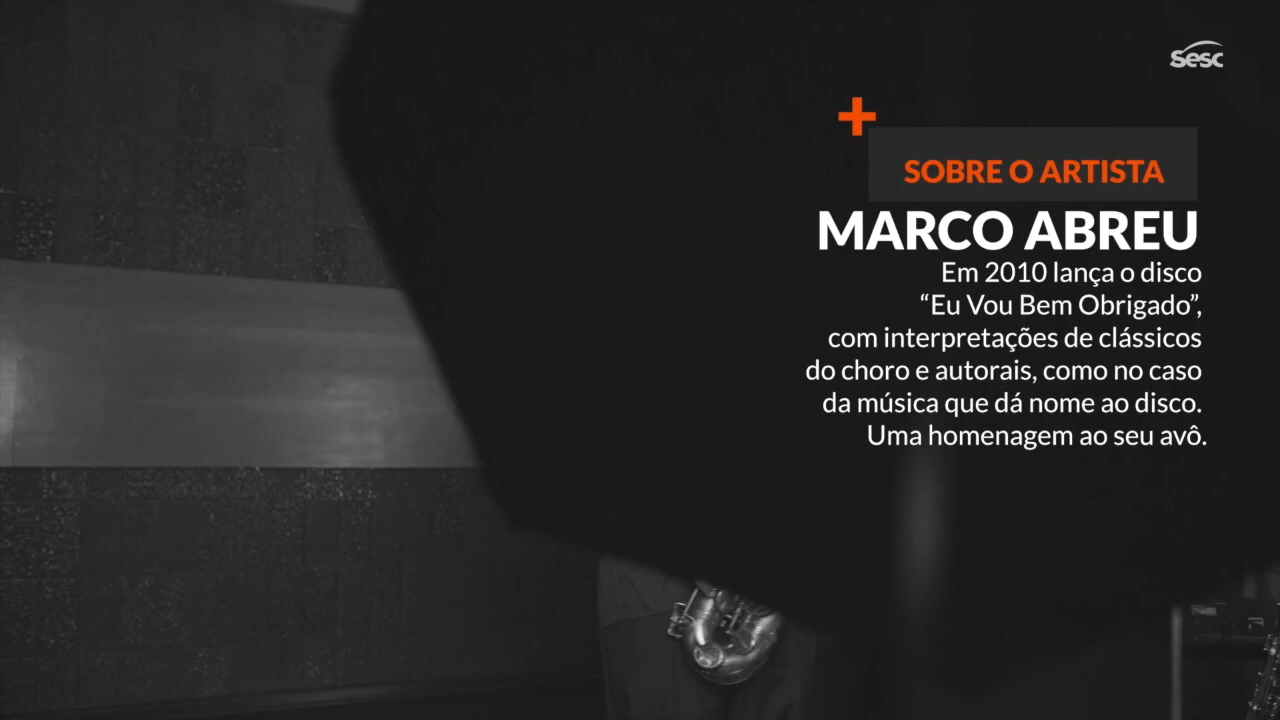 Sesc
+
SOBRE O ARTISTA
MARCO ABREU
Em 2010 lança o disco
“Eu Vou Bem Obrigado”,
com interpretações de clássicos
do choro e autorais, como no caso
da música que dá nome ao disco.
Uma homenagem ao seu avô.